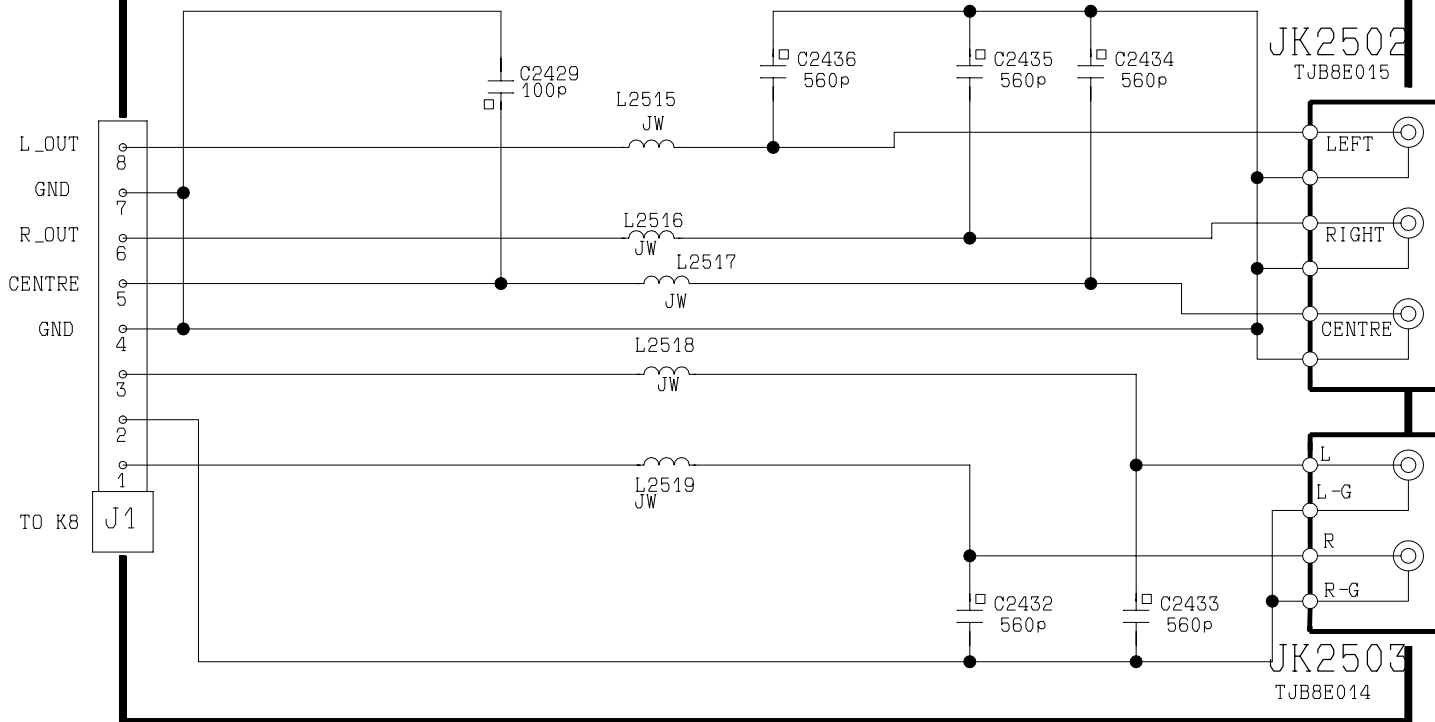 JK2502
TJB8E015
C2436
560p
C2435
560p
C2434
560p
C2429
100p
L2515
JW
L_OUT
8
LEFT
GND
7
R_OUT
6
L2516
JW
RIGHT
L2517
JW
CENTRE
5
GND
4
CENTRE
L2518
JW
3
2
L
1
L2519
JW
L-G
TO K8
J1
R
R-G
C2432
560p
C2433
560p
JK2503
TJB8E014